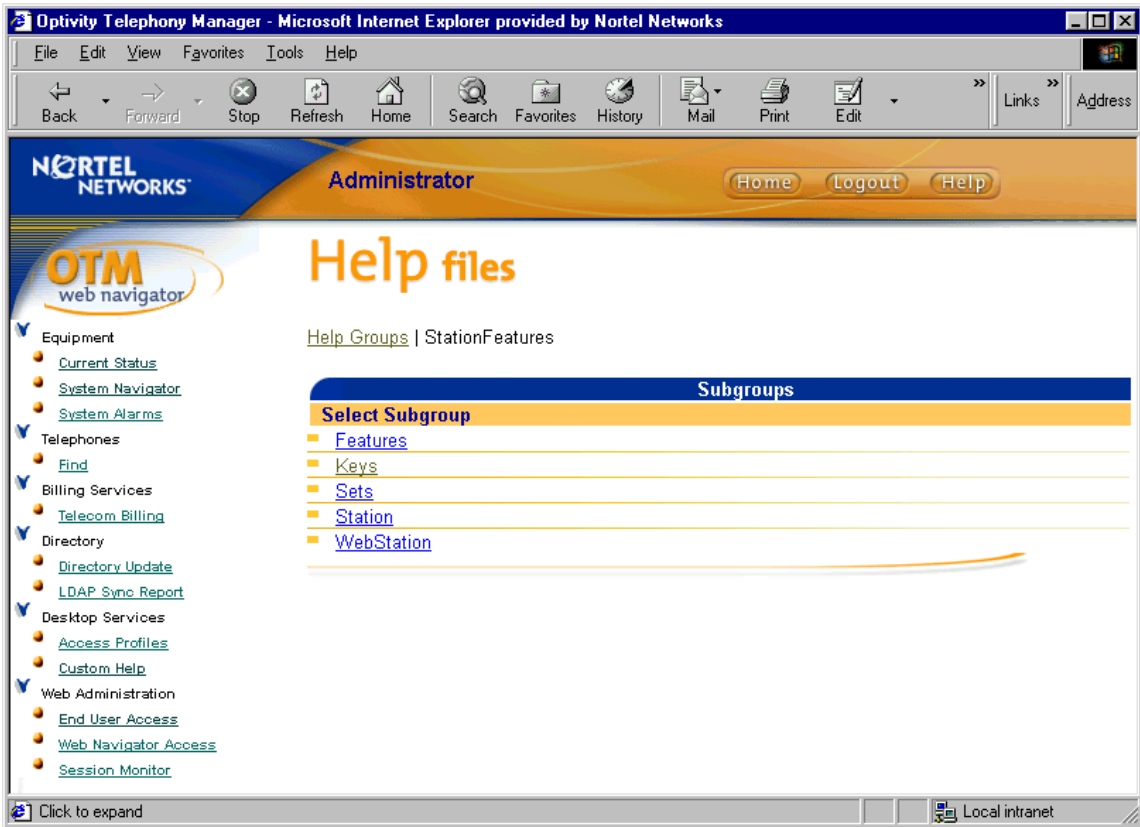 Optivity Telephony Manager - Microsoft Internet Explorer provided by Nortel Networks
File Edit View Favorites Tools Help
Back Forward Stop Refresh Home Search Favorites History Mail Print Edit » Links » Address
NORTEL
NETWORKS
Administrator
Home Logout Help
OTM
web navigator
Help files
Help Groups | StationFeatures
Equipment
Current Status
System Navigator
System Alarms
Telephones
Find
Billing Services
Telecom Billing
Directory
Directory Update
LDAP Sync Report
Desktop Services
Access Profiles
Custom Help
Web Administration
End User Access
Web Navigator Access
Session Monitor
Subgroups
Select Subgroup
Features
Keys
Sets
Station
WebStation
Click to expand
Local intranet